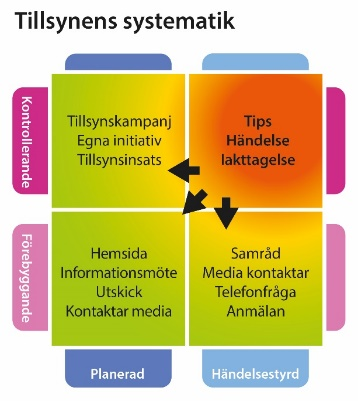 Tillsynens systematik
Kontrollerande
Tillsynskampanj
Egna initiativ
Tillsynsinsats
Tips
Händelse
Iakttagelse
Förebyggande
Hemsida
Informationsmöte
Utskick
Kontaktar media
Samråd
Media kontaktar
Telefonfråga
Anmälan
Planerad
Händelsestyrd